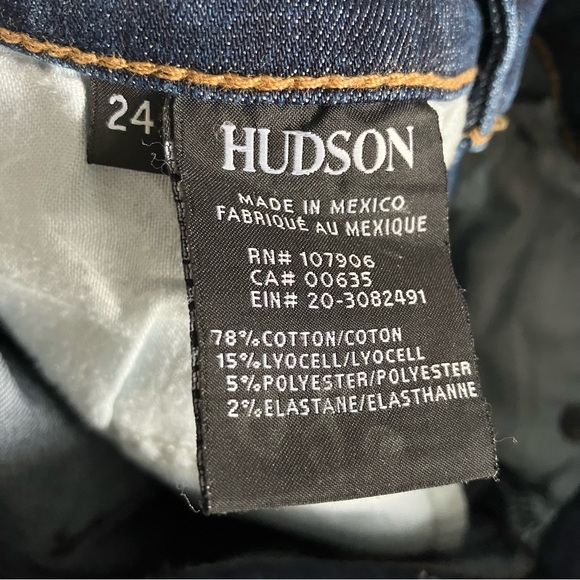 24
HUDSON
MADE IN MEXICO
FABRIQUÉ AU MEXIQUE
RN# 107906
CA# 00635
EIN# 20-3082491
78% COTTON/COTON
15% LYOCELL/LYOCELL
5% POLYESTER/POLYESTER
2% ELASTANE/ELASTHANNE